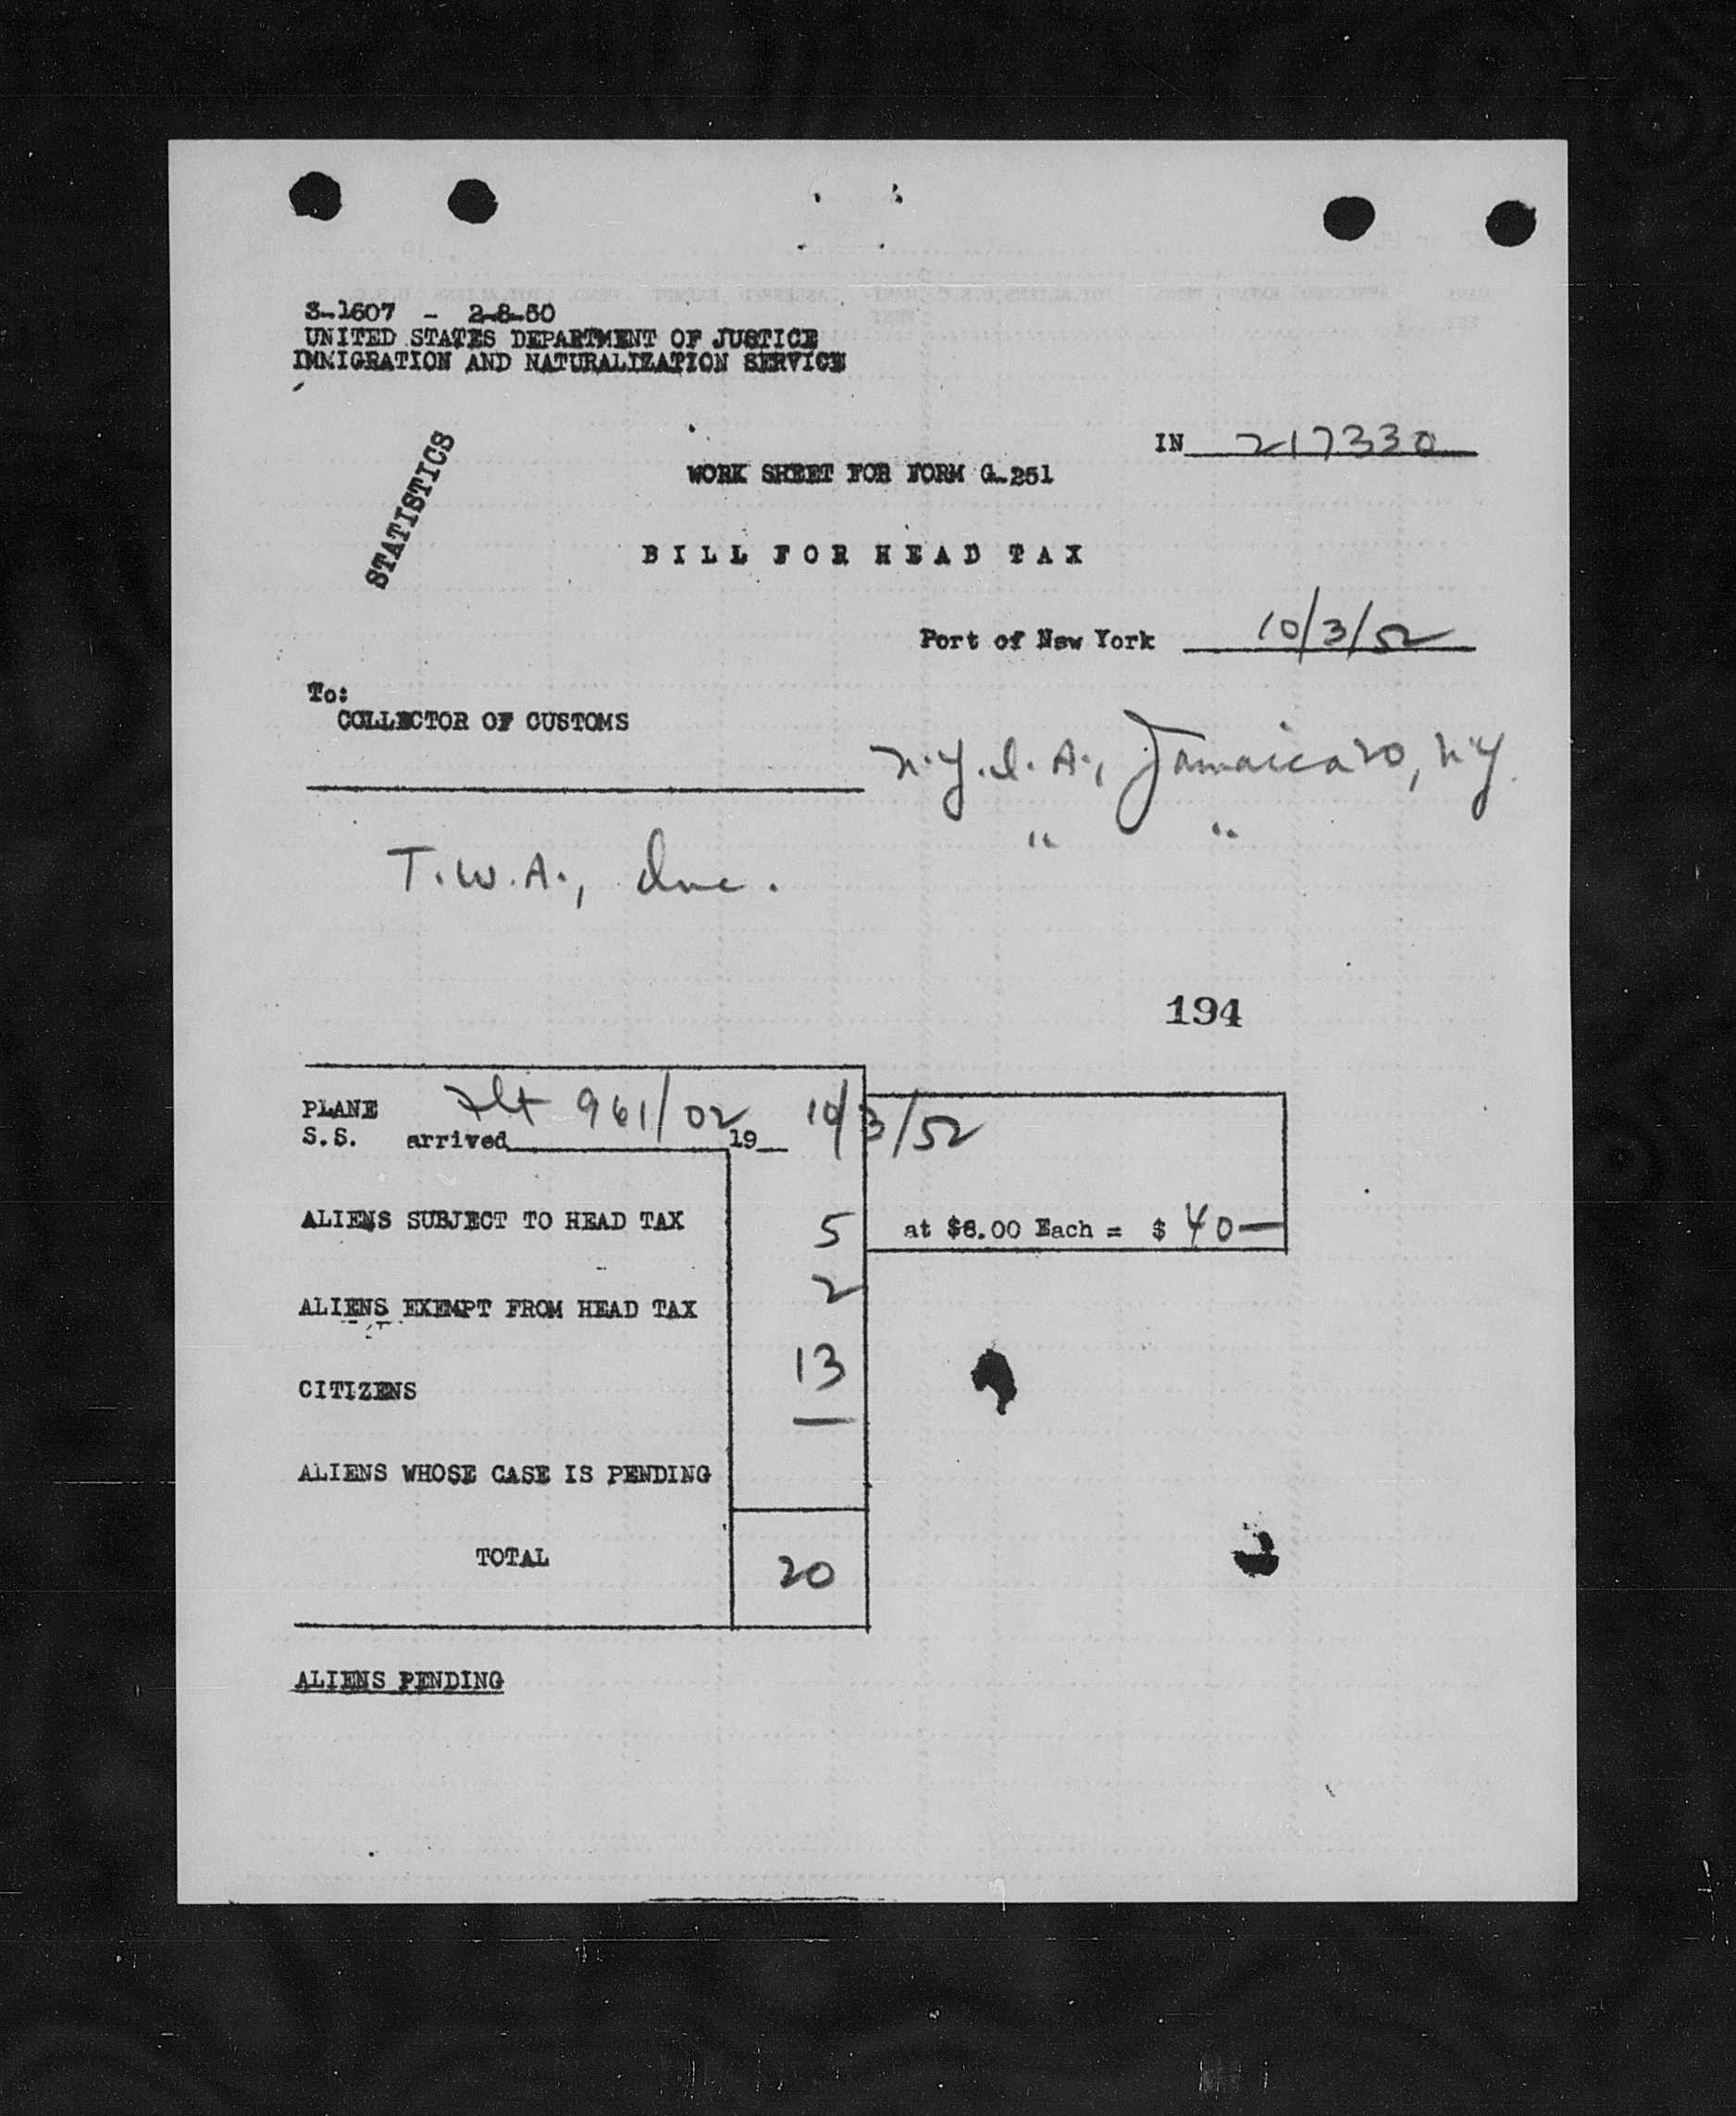 S-1607 - 2-8-50
UNITED STATES DEPARTMENT OF JUSTICE
IMMIGRATION AND NATURALIZATION SERVICE
STATISTICS
IN 217330
WORK SHEET FOR FORM G-251
BILL FOR HEAD TAX
Port of New York 10/3/52
To:
COLLECTOR OF CUSTOMS
N.Y.I.A., Jamaica 20, N.Y.
" "
T.W.A., Inc.
194
PLANE Flt 961/02 10/3/52
S.S. arrived 19
ALIENS SUBJECT TO HEAD TAX 5 at $8.00 Each = $ 40—
ALIENS EXEMPT FROM HEAD TAX 2
CITIZENS 13
ALIENS WHOSE CASE IS PENDING
TOTAL 20
ALIENS PENDING